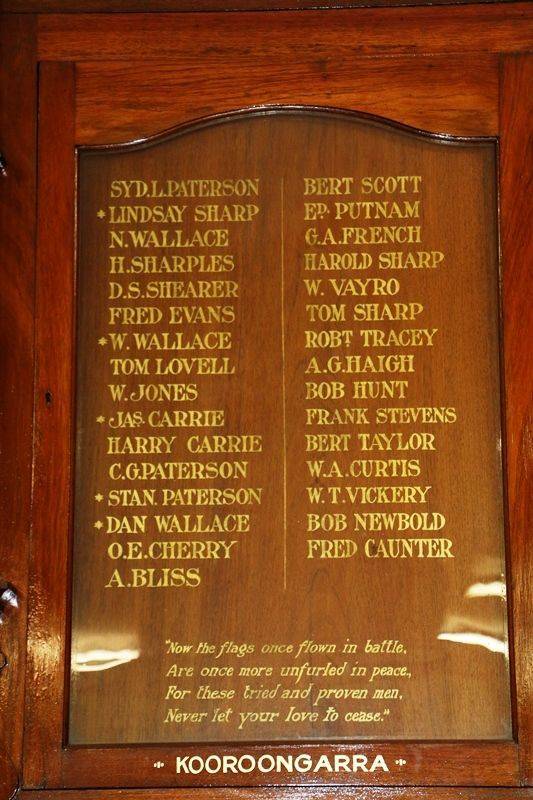 SYD.L.PATERSON
*LINDSAY SHARP
N.WALLACE
H.SHARPLES
D.S.SHEARER
FRED EVANS
*W.WALLACE
TOM LOVELL
W.JONES
*JAS. CARRIE
HARRY CARRIE
C.G.PATERSON
*STAN. PATERSON
*DAN WALLACE
O.E.CHERRY
A.BLISS
BERT SCOTT
ED. PUTNAM
G.A.FRENCH
HAROLD SHARP
W. VAYRO
TOM SHARP
ROBT TRACEY
A.G.HAIGH
BOB HUNT
FRANK STEVENS
BERT TAYLOR
W.A.CURTIS
W.T.VICKERY
BOB NEWBOLD
FRED CAUNTER
"Now the flags once flown in battle,
Are once more unfurled in peace,
For these tried and proven men,
Never let your love to cease."
* KOOROONGARRA *